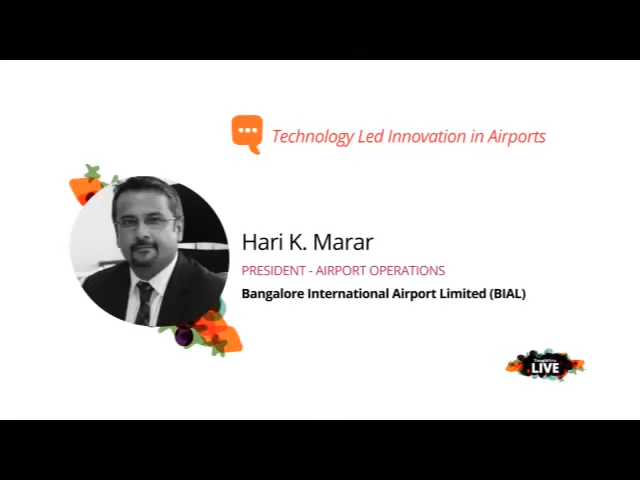 Technology Led Innovation in Airports
Hari K. Marar
PRESIDENT - AIRPORT OPERATIONS
Bangalore International Airport Limited (BIAL)
LIVE